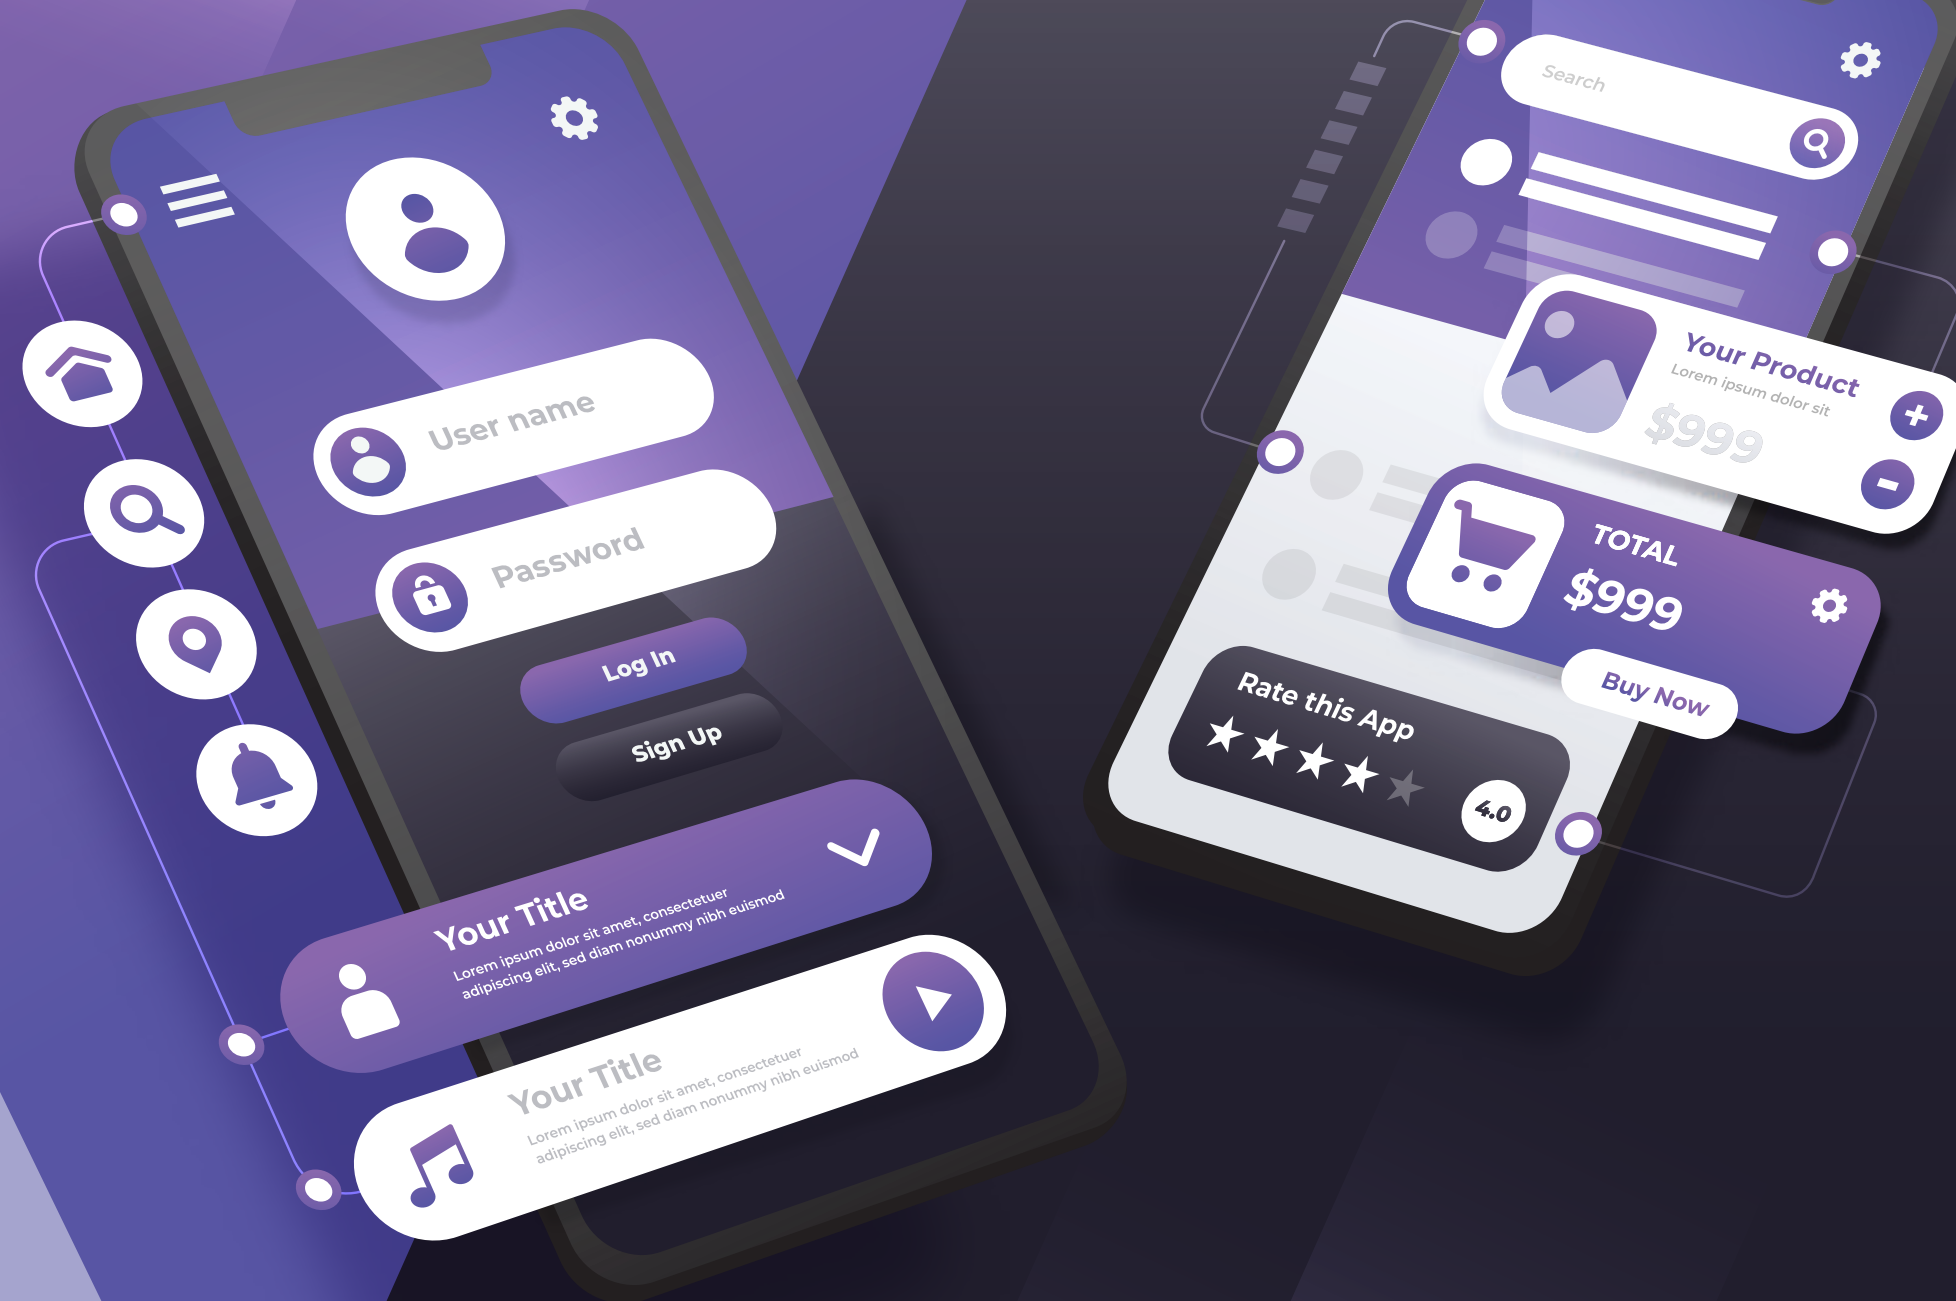 User name
Password
Log In
Sign Up
Your Title
Lorem ipsum dolor sit amet, consectetuer
adipiscing elit, sed diam nonummy nibh euismod
Your Title
Lorem ipsum dolor sit amet, consectetuer
adipiscing elit, sed diam nonummy nibh euismod
Search
Your Product
Lorem ipsum dolor sit
$999
TOTAL
$999
Buy Now
Rate this App
4.0